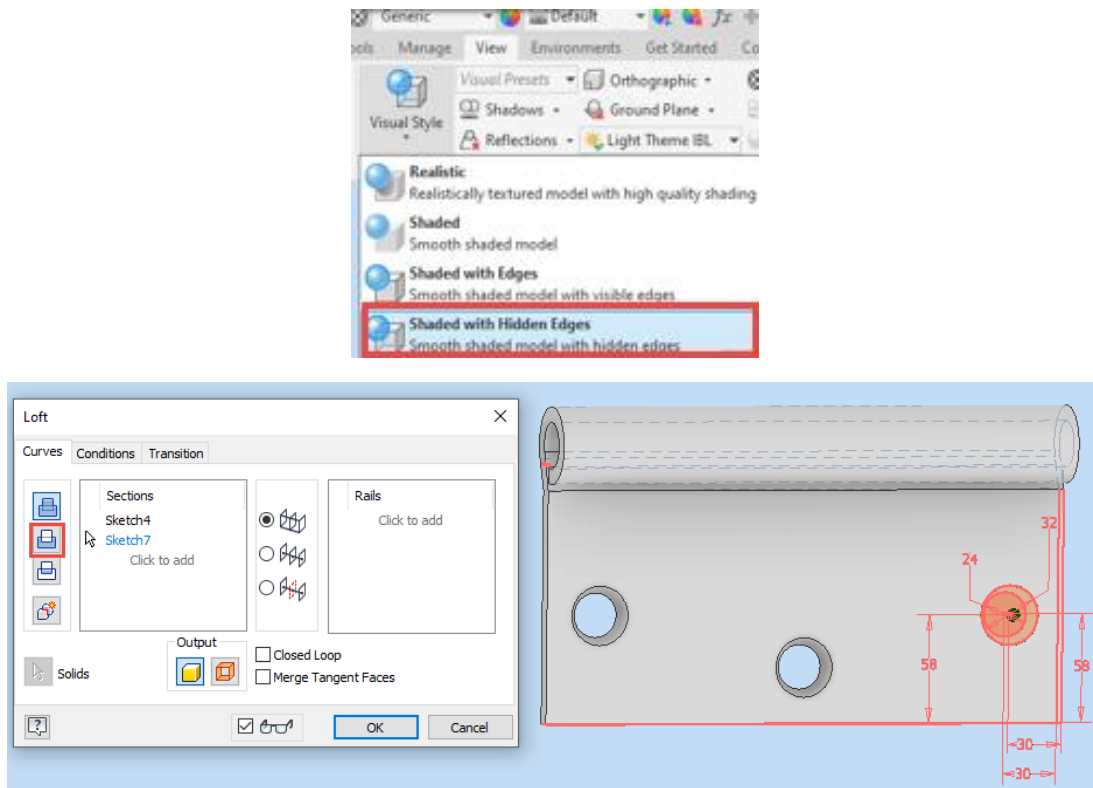 Generic Default fx
Manage View Environments Get Started Co
Visual Presets Orthographic
Shadows Ground Plane
Visual Style
Reflections Light Theme IBL
Realistic
Realistically textured model with high quality shading
Shaded
Smooth shaded model
Shaded with Edges
Smooth shaded model with visible edges
Shaded with Hidden Edges
Smooth shaded model with hidden edges
Loft
Curves Conditions Transition
Sections Rails
Sketch4 Click to add
Sketch7
Click to add
Output
Closed Loop
Solids
Merge Tangent Faces
OK Cancel
32
24
58
58
30
30